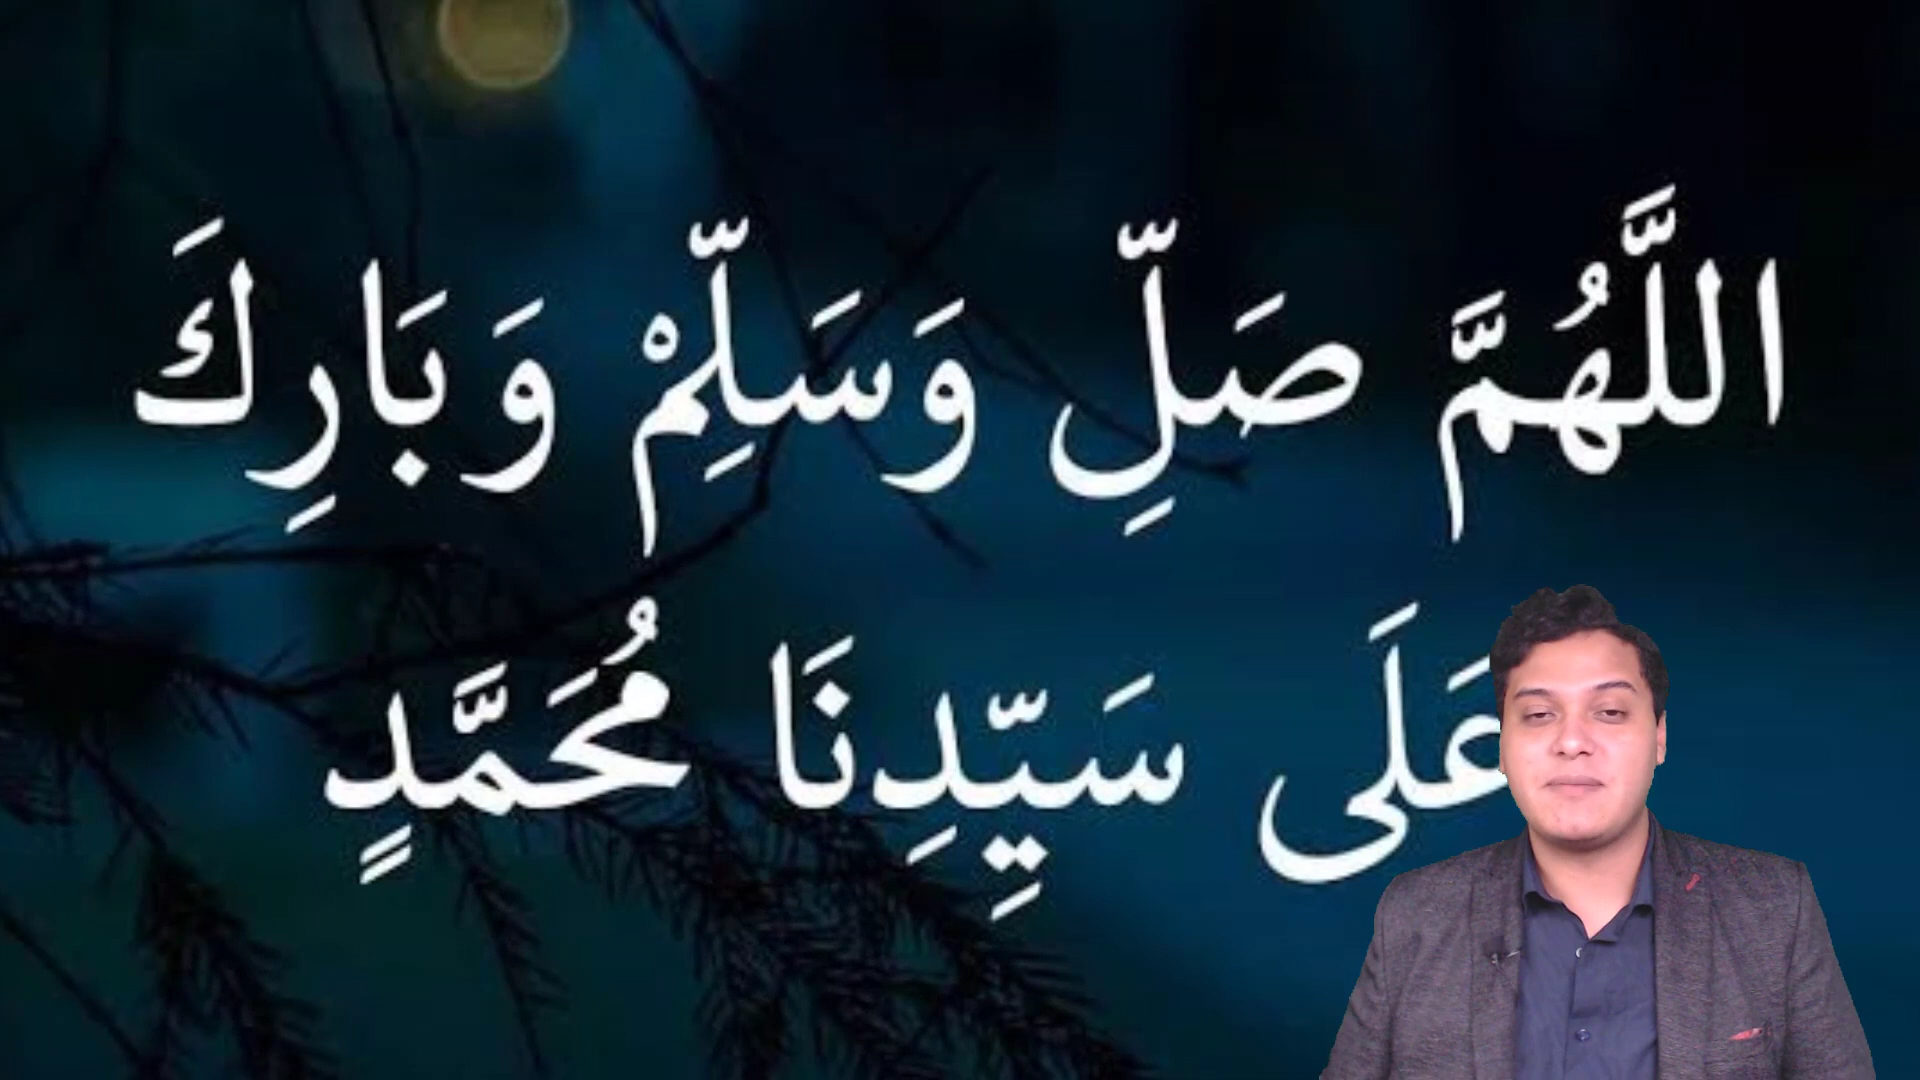 اللَّهُمَّ صَلِّ وَسَلِّمْ وَبَارِكَ
عَلَى سَيِّدِنَا مُحَمَّدٍ